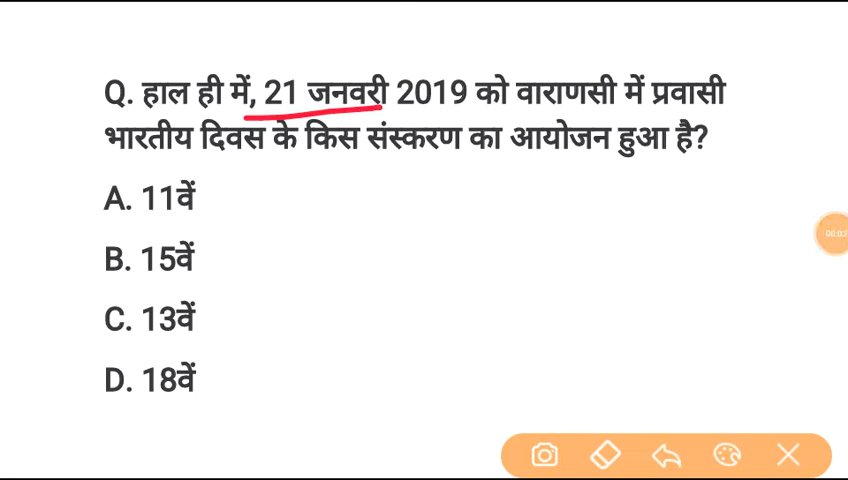 Q. हाल ही में, 21 जनवरी 2019 को वाराणसी में प्रवासी
भारतीय दिवस के किस संस्करण का आयोजन हुआ है?
A. 11वें
B. 15वें
C. 13वें
D. 18वें